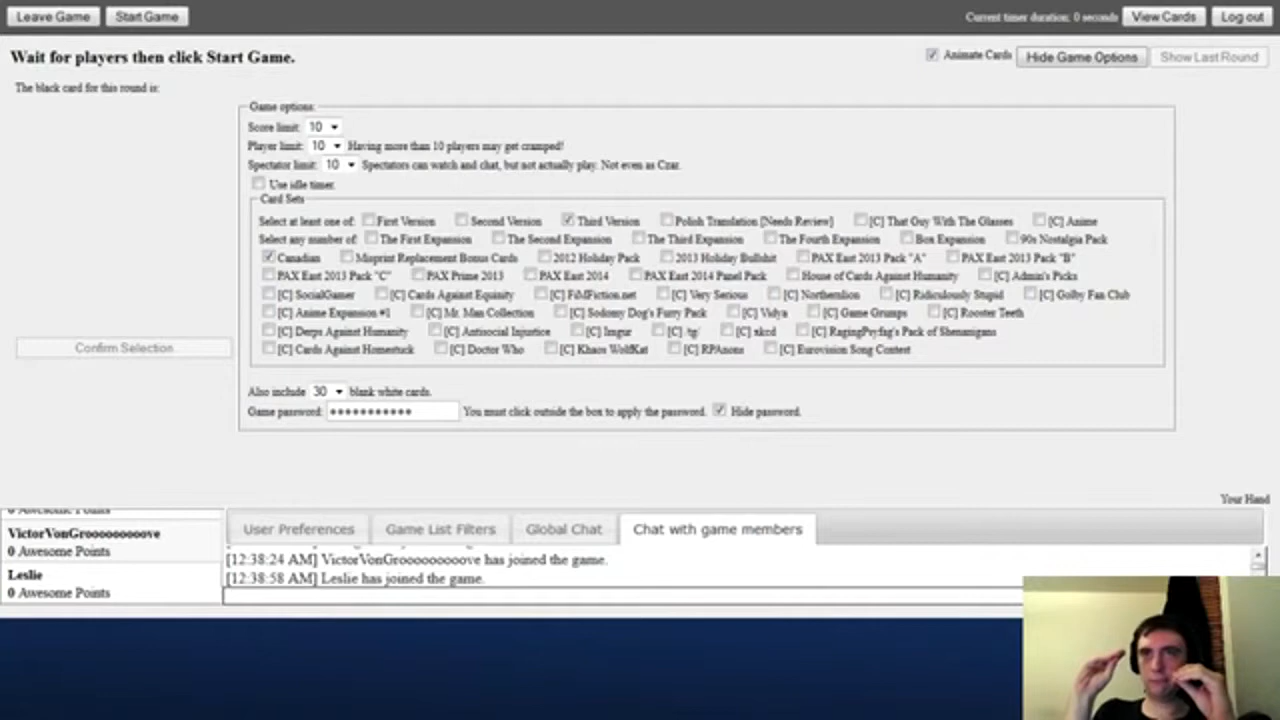 Leave Game Start Game Current timer duration: 0 seconds View Cards Log out
Wait for players then click Start Game. Animate Cards Hide Game Options Show Last Round
The black card for this round is:
Game options:
Score limit: 10
Player limit: 10 Having more than 10 players may get cramped!
Spectator limit: 10 Spectators can watch and chat, but not actually play. Not even as Czar.
Use idle timer.
Card Sets
Select at least one of: First Version Second Version Third Version Polish Translation [Needs Review] [C] That Guy With The Glasses [C] Anime
Select any number of: The First Expansion The Second Expansion The Third Expansion The Fourth Expansion Box Expansion 90s Nostalgia Pack
Canadian Misprint Replacement Bonus Cards 2012 Holiday Pack 2013 Holiday Bullshit PAX East 2013 Pack "A" PAX East 2013 Pack "B"
PAX East 2013 Pack "C" PAX Prime 2013 PAX East 2014 PAX East 2014 Panel Pack House of Cards Against Humanity [C] Admin's Picks
[C] SocialGamer [C] Cards Against Equinity [C] FiMFiction.net [C] Very Serious [C] Northernlion [C] Ridiculously Stupid [C] Golby Fan Club
[C] Anime Expansion #1 [C] Mr. Man Collection [C] Sodomy Dog's Furry Pack [C] Vidya [C] Game Grumps [C] Rooster Teeth
[C] Derps Against Humanity [C] Antisocial Injustice [C] Imgur [C] /tg/ [C] xkcd [C] RagingPsyfag's Pack of Shenanigans
[C] Cards Against Homestuck [C] Doctor Who [C] Khaos WolfKat [C] RPAnons [C] Eurovision Song Contest
Confirm Selection
Also include 30 blank white cards.
Game password: ●●●●●●●●●●● You must click outside the box to apply the password. Hide password.
Your Hand
0 Awesome Points
User Preferences Game List Filters Global Chat Chat with game members
VictorVonGroooooooooove
0 Awesome Points
[12:38:24 AM] VictorVonGroooooooooove has joined the game.
Leslie
[12:38:58 AM] Leslie has joined the game.
0 Awesome Points